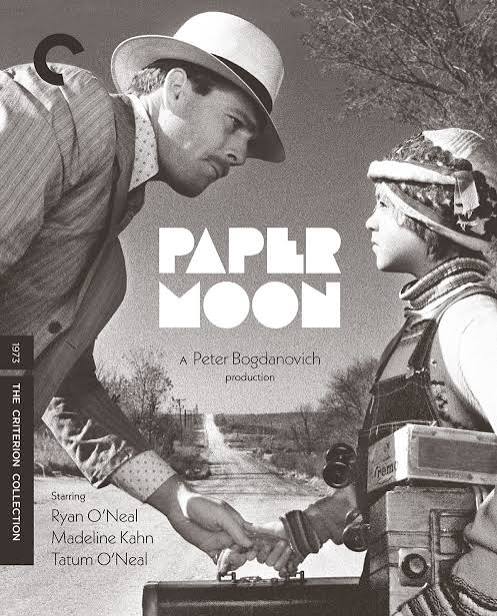 PAPER
MOON
A Peter Bogdanovich
production
1973 THE CRITERION COLLECTION
Starring
Ryan O'Neal
Madeline Kahn
Tatum O'Neal